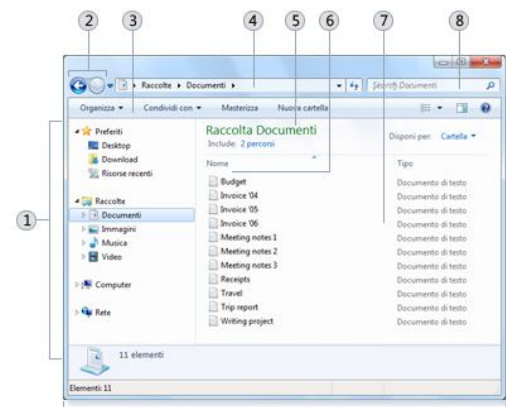 2 3 4 5 6 7 8
Raccolte Documenti Search Documenti
Organizza Condividi con Masterizza Nuova cartella
1
Preferiti
Desktop
Download
Risorse recenti
Raccolte
Documenti
Immagini
Musica
Video
Computer
Rete
Raccolta Documenti
Include: 2 percorsi
Disponi per: Cartella
Nome Tipo
Budget Documento di testo
Invoice '04 Documento di testo
Invoice '05 Documento di testo
Invoice '06 Documento di testo
Meeting notes 1 Documento di testo
Meeting notes 2 Documento di testo
Meeting notes 3 Documento di testo
Receipts Documento di testo
Travel Documento di testo
Trip report Documento di testo
Writing project Documento di testo
11 elementi
Elementi: 11